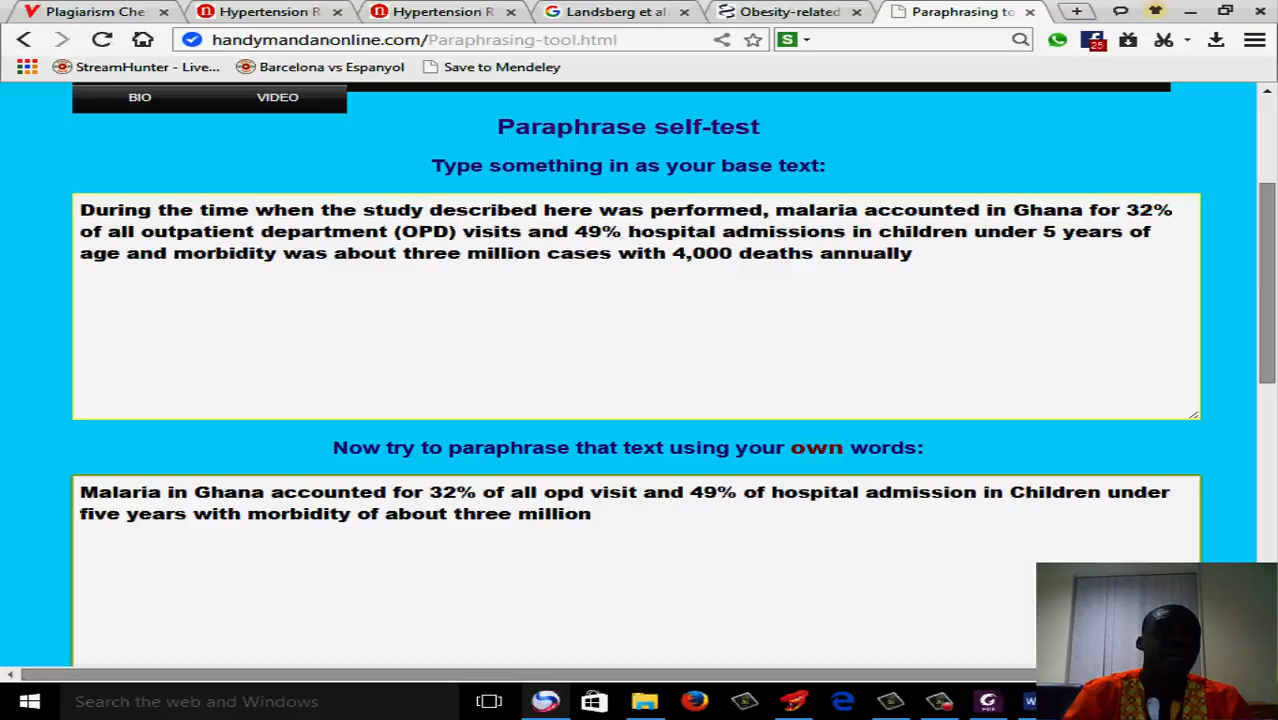 Plagiarism Che
Hypertension R
Hypertension R
Landsberg et al
Obesity-related
Paraphrasing to
handymandanonline.com/Paraphrasing-tool.html
S
25
StreamHunter - Live...
Barcelona vs Espanyol
Save to Mendeley
BIO
VIDEO
Paraphrase self-test
Type something in as your base text:
During the time when the study described here was performed, malaria accounted in Ghana for 32%
of all outpatient department (OPD) visits and 49% hospital admissions in children under 5 years of
age and morbidity was about three million cases with 4,000 deaths annually
Now try to paraphrase that text using your own words:
Malaria in Ghana accounted for 32% of all opd visit and 49% of hospital admission in Children under
five years with morbidity of about three million
Search the web and Windows